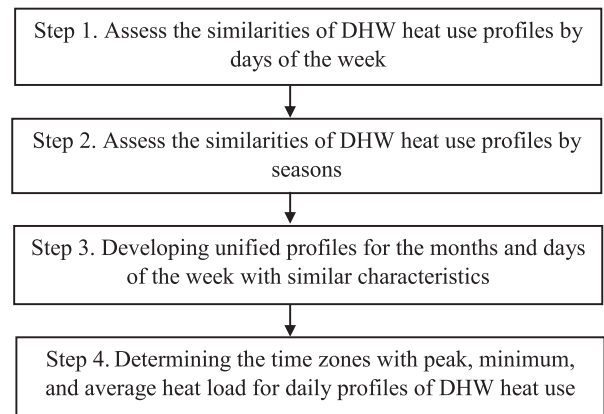 Step 1. Assess the similarities of DHW heat use profiles by
days of the week
Step 2. Assess the similarities of DHW heat use profiles by
seasons
Step 3. Developing unified profiles for the months and days
of the week with similar characteristics
Step 4. Determining the time zones with peak, minimum,
and average heat load for daily profiles of DHW heat use